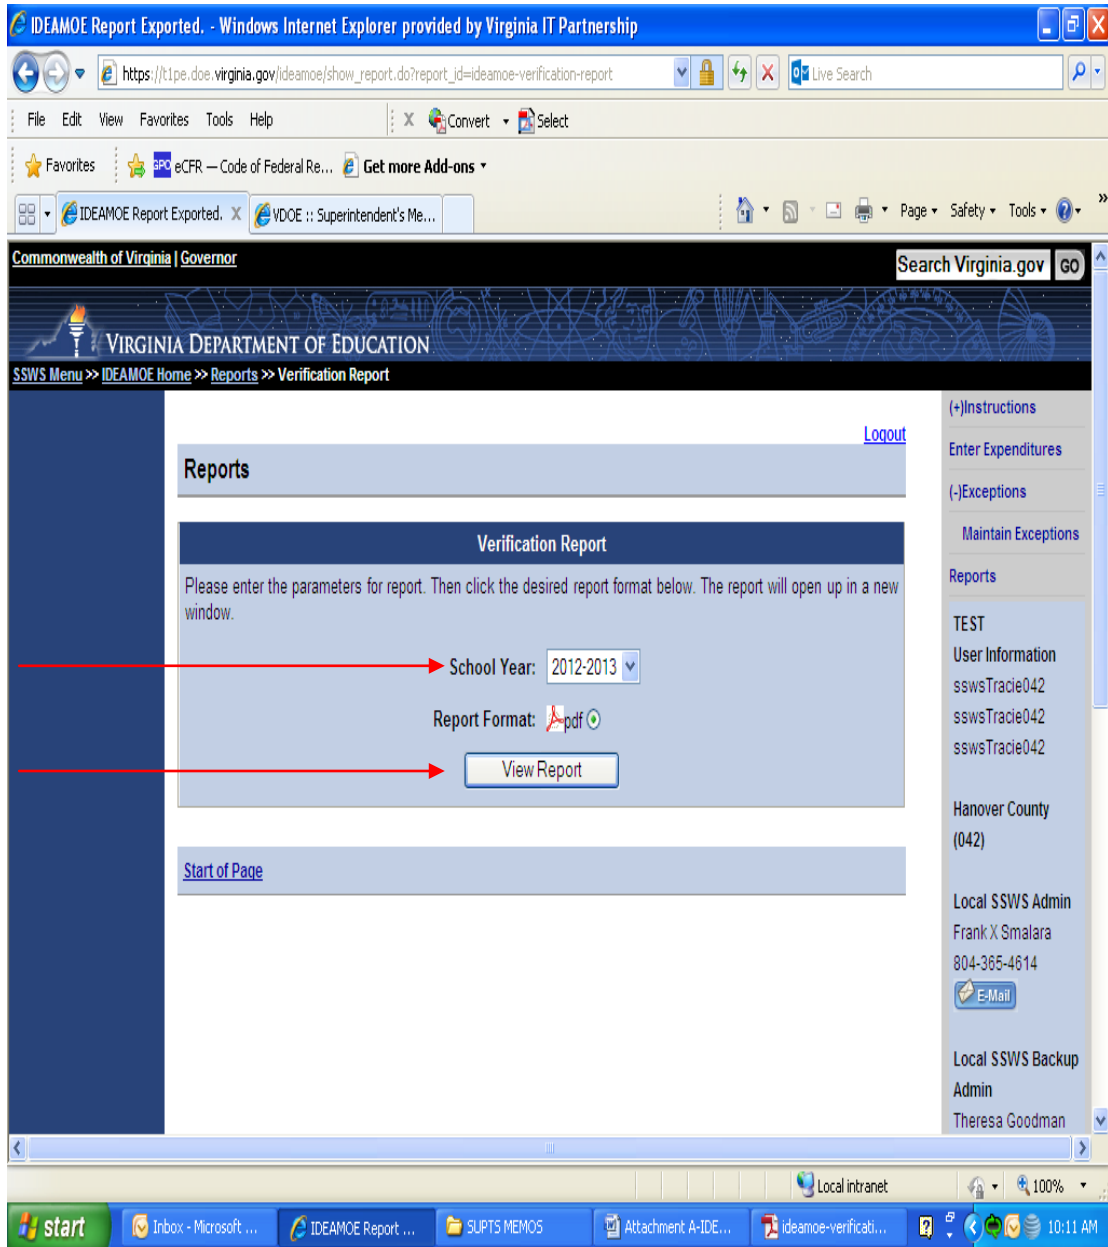 IDEAMOE Report Exported. - Windows Internet Explorer provided by Virginia IT Partnership
https://t1pe.doe.virginia.gov/ideamoe/show_report.do?report_id=ideamoe-verification-report
Live Search
File Edit View Favorites Tools Help
X Convert Select
Favorites
GPO eCFR — Code of Federal Re...
Get more Add-ons
IDEAMOE Report Exported. X
VDOE :: Superintendent's Me...
Page Safety Tools »
Commonwealth of Virginia | Governor
Search Virginia.gov GO
VIRGINIA DEPARTMENT OF EDUCATION
SSWS Menu >> IDEAMOE Home >> Reports >> Verification Report
Logout
Reports
Verification Report
Please enter the parameters for report. Then click the desired report format below. The report will open up in a new
window.
School Year: 2012-2013
Report Format: pdf
View Report
Start of Page
(+)Instructions
Enter Expenditures
(-)Exceptions
Maintain Exceptions
Reports
TEST
User Information
sswsTracie042
sswsTracie042
sswsTracie042
Hanover County
(042)
Local SSWS Admin
Frank X Smalara
804-365-4614
E-Mail
Local SSWS Backup
Admin
Theresa Goodman
Local intranet
100%
start
Inbox - Microsoft ...
IDEAMOE Report ...
SUPTS MEMOS
Attachment A-IDE...
ideamoe-verificati...
10:11 AM